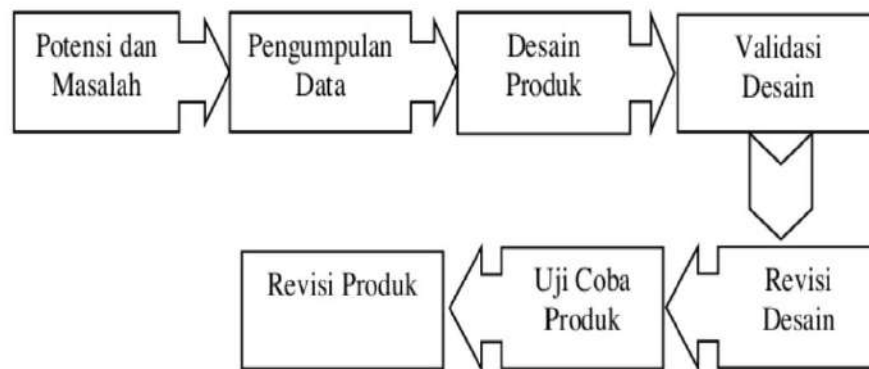 Potensi dan
Masalah
Pengumpulan
Data
Desain
Produk
Validasi
Desain
Revisi
Desain
Uji Coba
Produk
Revisi Produk